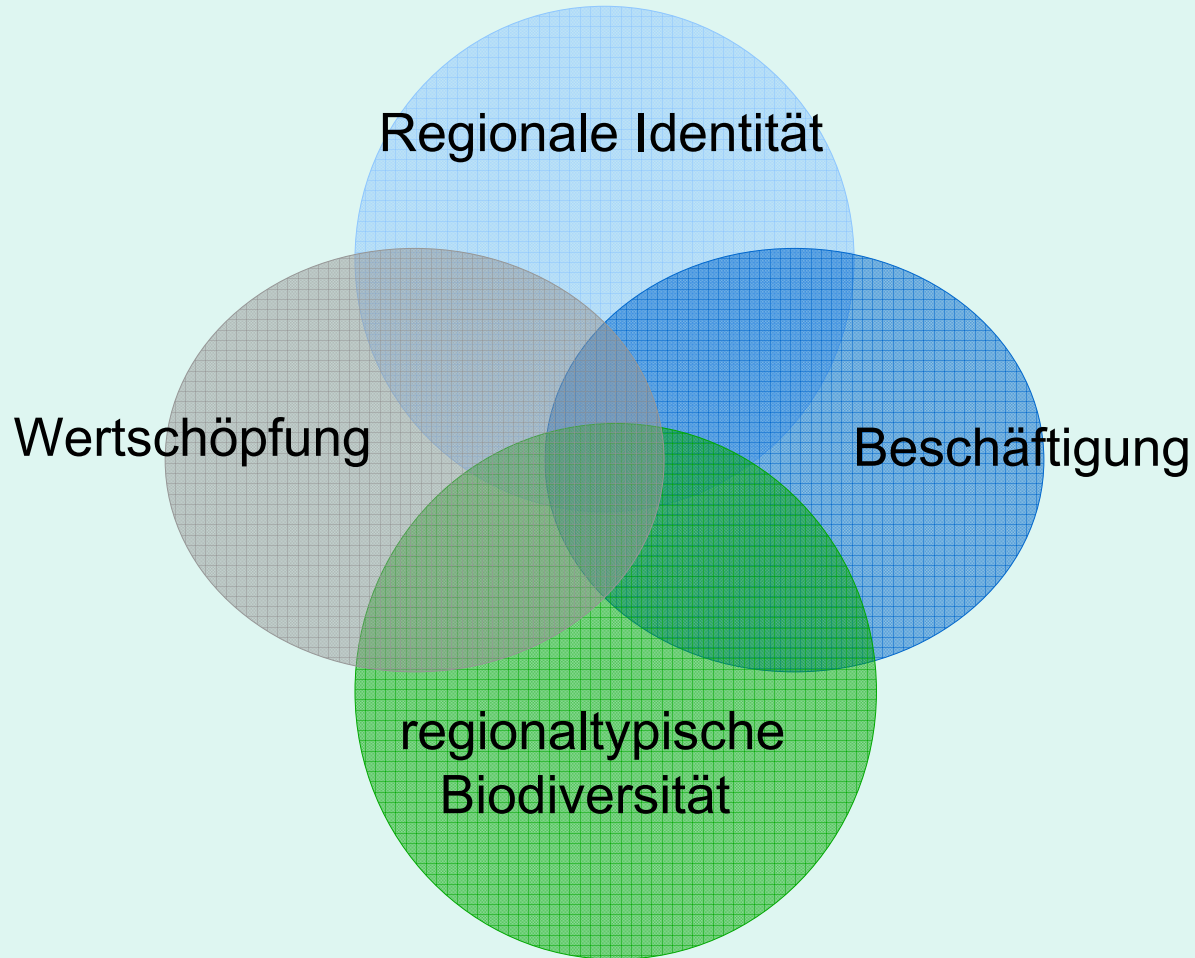 Regionale Identität
Wertschöpfung
Beschäftigung
regionaltypische
Biodiversität